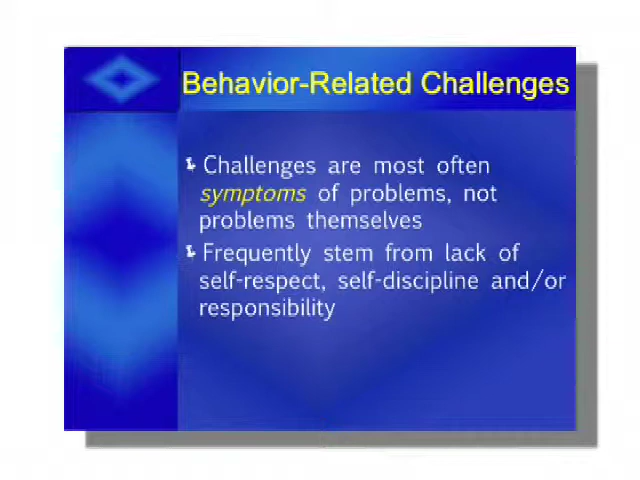 Behavior-Related Challenges
Challenges are most often
symptoms of problems, not
problems themselves
Frequently stem from lack of
self-respect, self-discipline and/or
responsibility